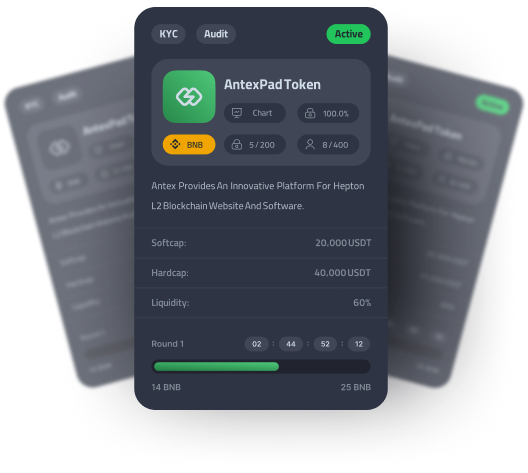 KYC Audit Active
AntexPad Token
Chart 100.0%
BNB 5/200 8/400
Antex Provides An Innovative Platform For Hepton
L2 Blockchain Website And Software.
Softcap: 20.000 USDT
Hardcap: 40.000 USDT
Liquidity: 60%
Round 1 02 : 44 : 52 : 12
14 BNB 25 BNB